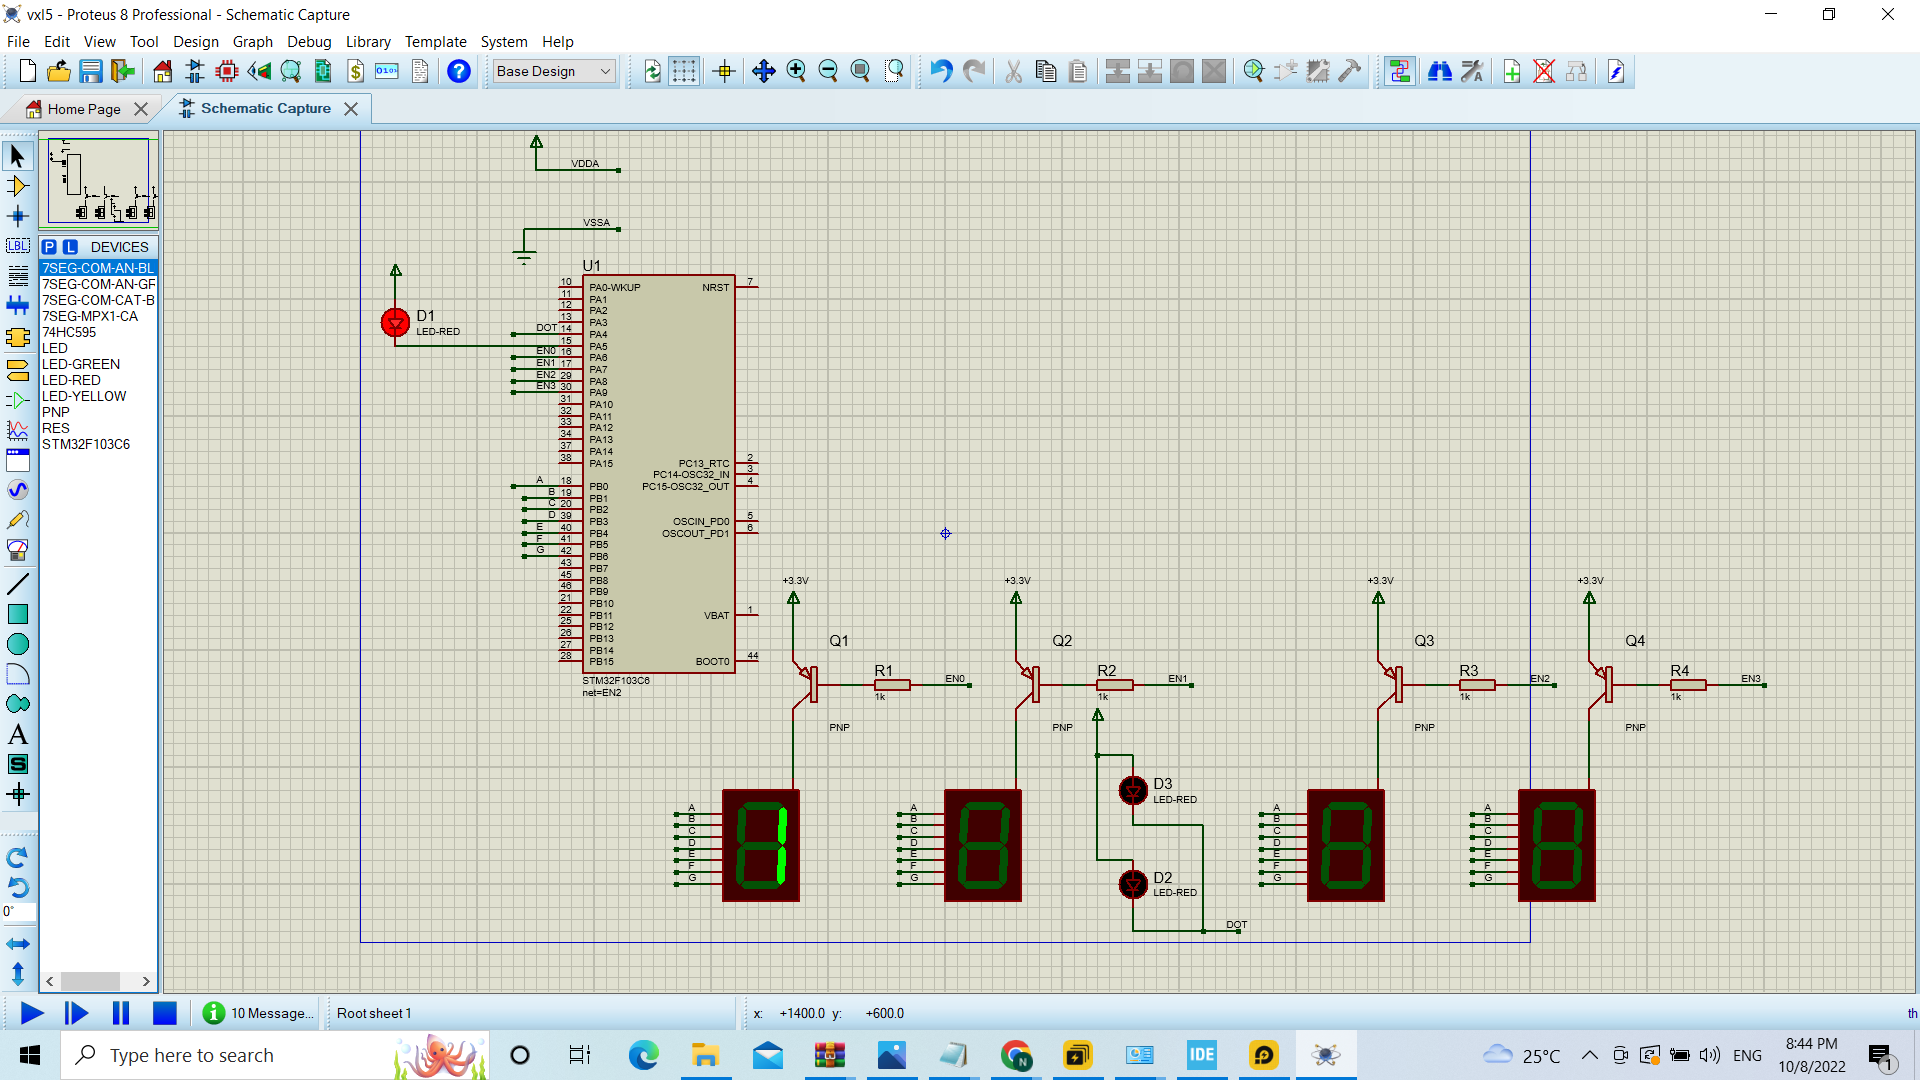 vxl5 - Proteus 8 Professional - Schematic Capture
File Edit View Tool Design Graph Debug Library Template System Help
Base Design
Home Page
Schematic Capture
P L DEVICES
7SEG-COM-AN-BL
7SEG-COM-AN-GF
7SEG-COM-CAT-B
7SEG-MPX1-CA
74HC595
LED
LED-GREEN
LED-RED
LED-YELLOW
PNP
RES
STM32F103C6
LBL
A
S
0°
VDDA
VSSA
D1
LED-RED
U1
10 PA0-WKUP
11 PA1
12 PA2
13 PA3
DOT 14 PA4
15 PA5
EN0 16 PA6
EN1 17 PA7
EN2 29 PA8
EN3 30 PA9
31 PA10
32 PA11
33 PA12
34 PA13
37 PA14
38 PA15
A 18 PB0
B 19 PB1
C 20 PB2
D 39 PB3
E 40 PB4
F 41 PB5
G 42 PB6
43 PB7
45 PB8
46 PB9
21 PB10
22 PB11
25 PB12
26 PB13
27 PB14
28 PB15
NRST 7
PC13_RTC 2
PC14-OSC32_IN 3
PC15-OSC32_OUT 4
OSCIN_PD0 5
OSCOUT_PD1 6
VBAT 1
BOOT0 44
STM32F103C6
net=EN2
+3.3V +3.3V +3.3V +3.3V
Q1 Q2 Q3 Q4
R1 R2 R3 R4
EN0 EN1 EN2 EN3
1k 1k 1k 1k
PNP PNP PNP PNP
D3
LED-RED
A A A A
B B B B
C C C C
D D D D
E E E E
F F F F
G G G G
D2
LED-RED
DOT
10 Message...
Root sheet 1
x: +1400.0 y: +600.0
th
Type here to search
IDE
25°C
ENG
8:44 PM
10/8/2022
1